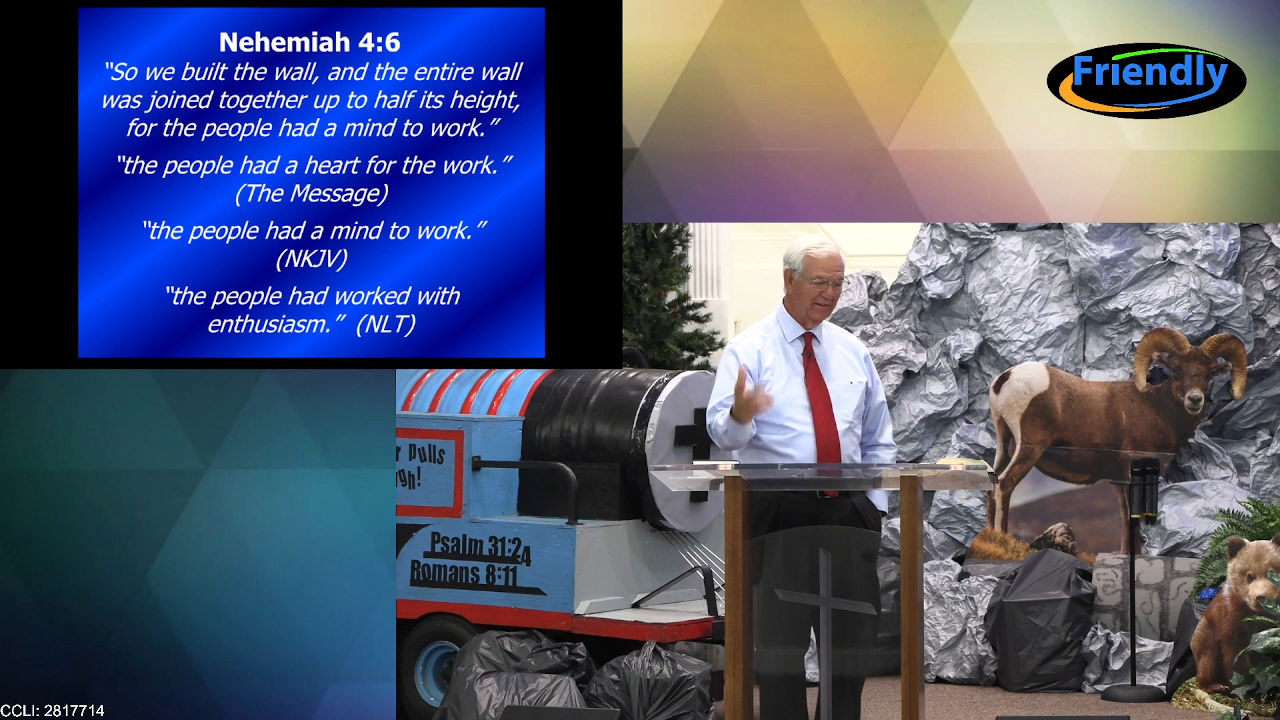 Nehemiah 4:6
“So we built the wall, and the entire wall
was joined together up to half its height,
for the people had a mind to work.”
“the people had a heart for the work.”
(The Message)
“the people had a mind to work.”
(NKJV)
“the people had worked with
enthusiasm.” (NLT)
Friendly
r Pulls
gh!
Psalm 31:24
Romans 8:11
CCLI: 2817714